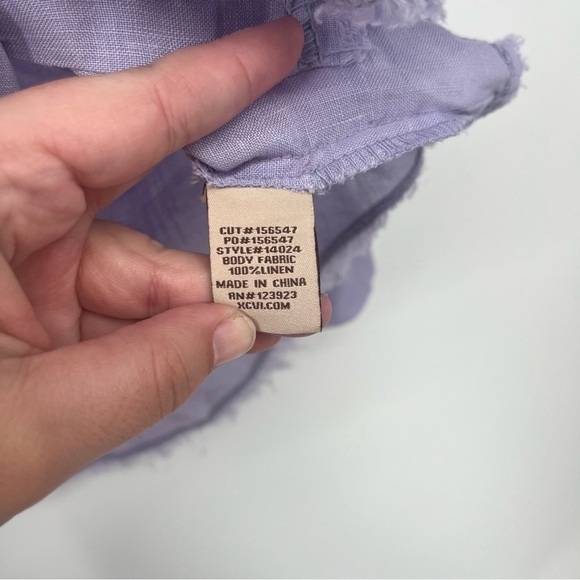 CUT#156547
PO#156547
STYLE#14024
BODY FABRIC
100%LINEN
MADE IN CHINA
RN#123923
XCVI.COM